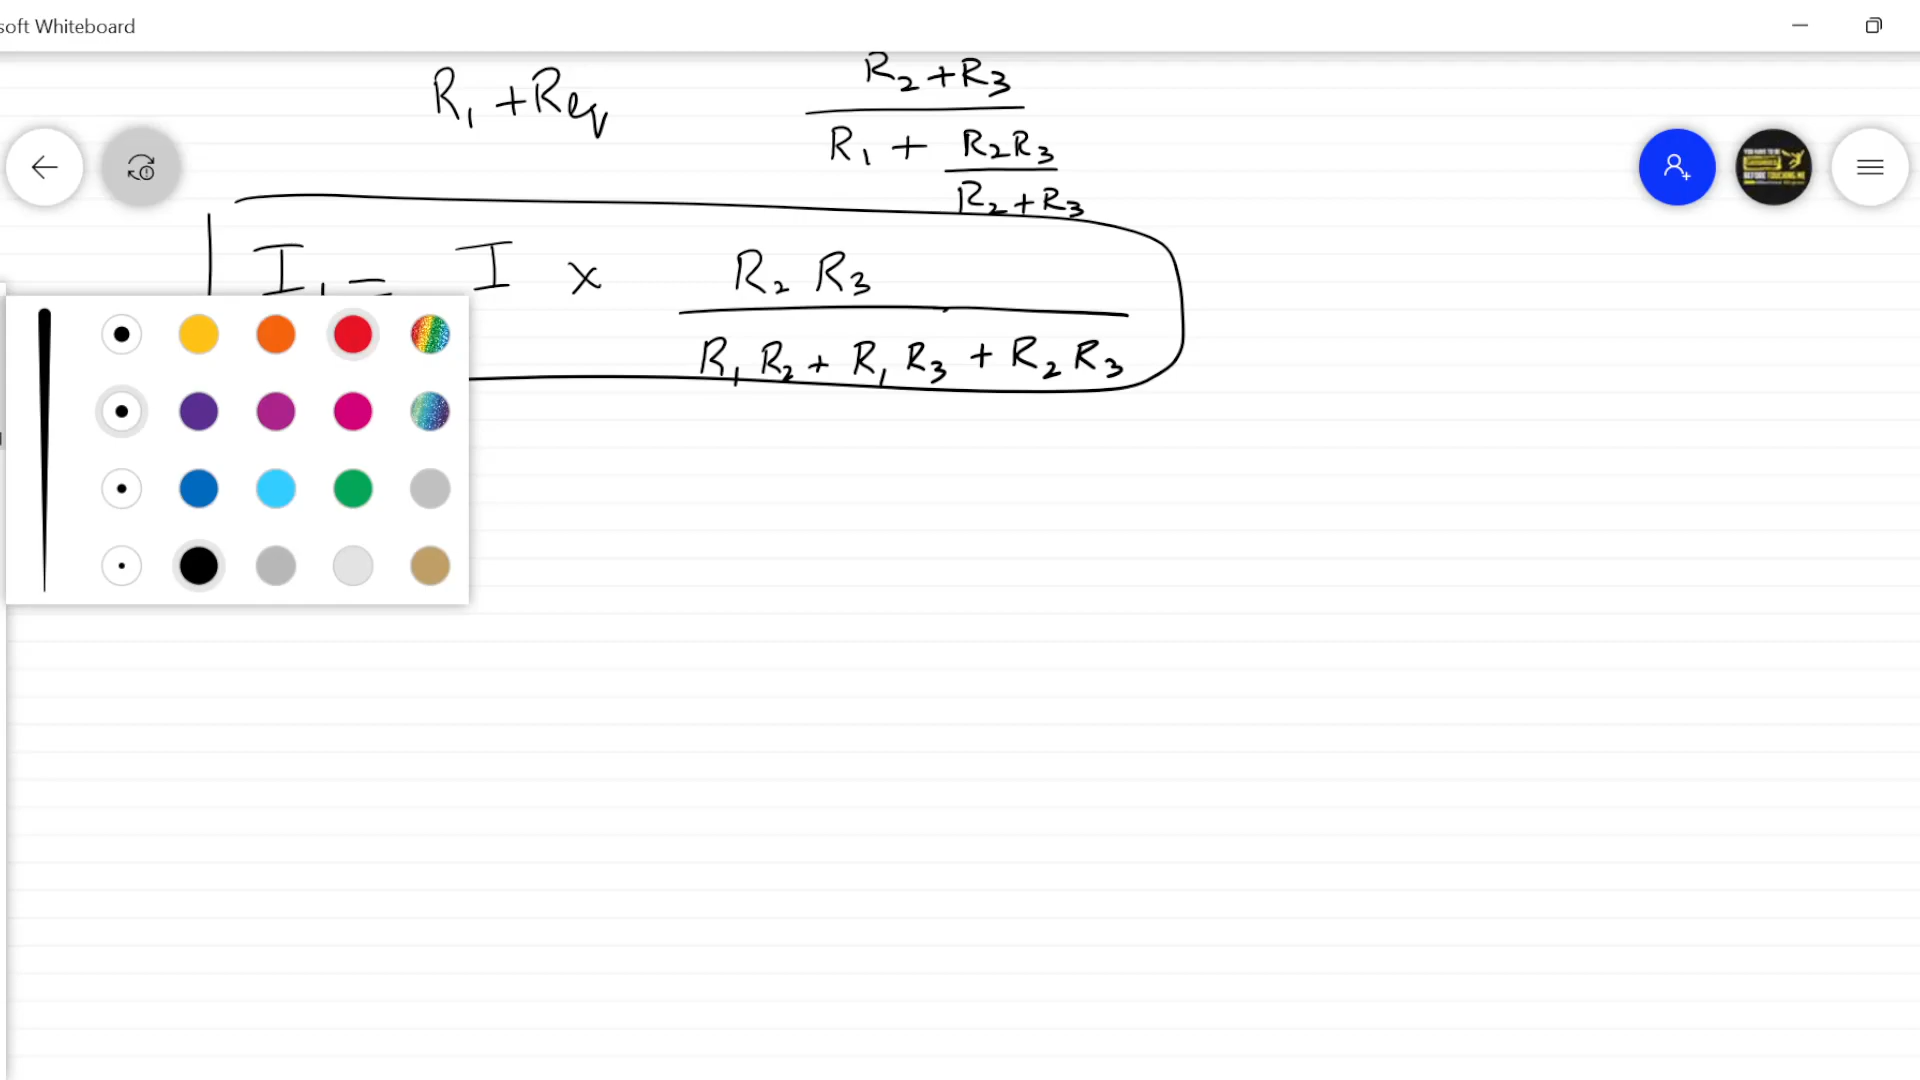 soft Whiteboard
R₂ + R₃
R₁ + Req
R₁ + R₂R₃
R₂ + R₃
I₁ = I × R₂ R₃
R₁ R₂ + R₁ R₃ + R₂ R₃